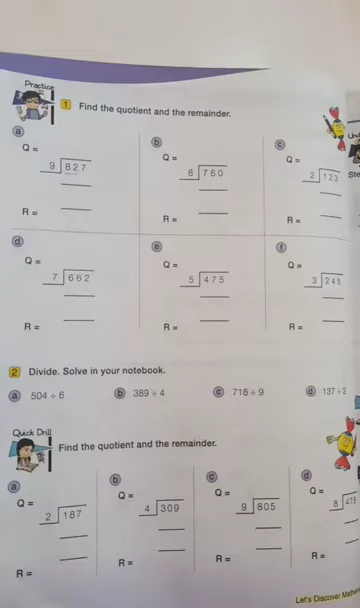 Practice
1 Find the quotient and the remainder.
a
Q =
9 827
R =
b
Q =
8 760
R =
c
Q =
2 123
R =
d
Q =
7 662
R =
e
Q =
5 475
R =
f
Q =
3 245
R =
2 Divide. Solve in your notebook.
a 504 ÷ 6 b 389 ÷ 4 c 718 ÷ 9 d 137 ÷ 2
Quick Drill
Find the quotient and the remainder.
a
Q =
2 187
R =
b
Q =
4 309
R =
c
Q =
9 805
R =
d
Q =
8
R =
Let's Discover